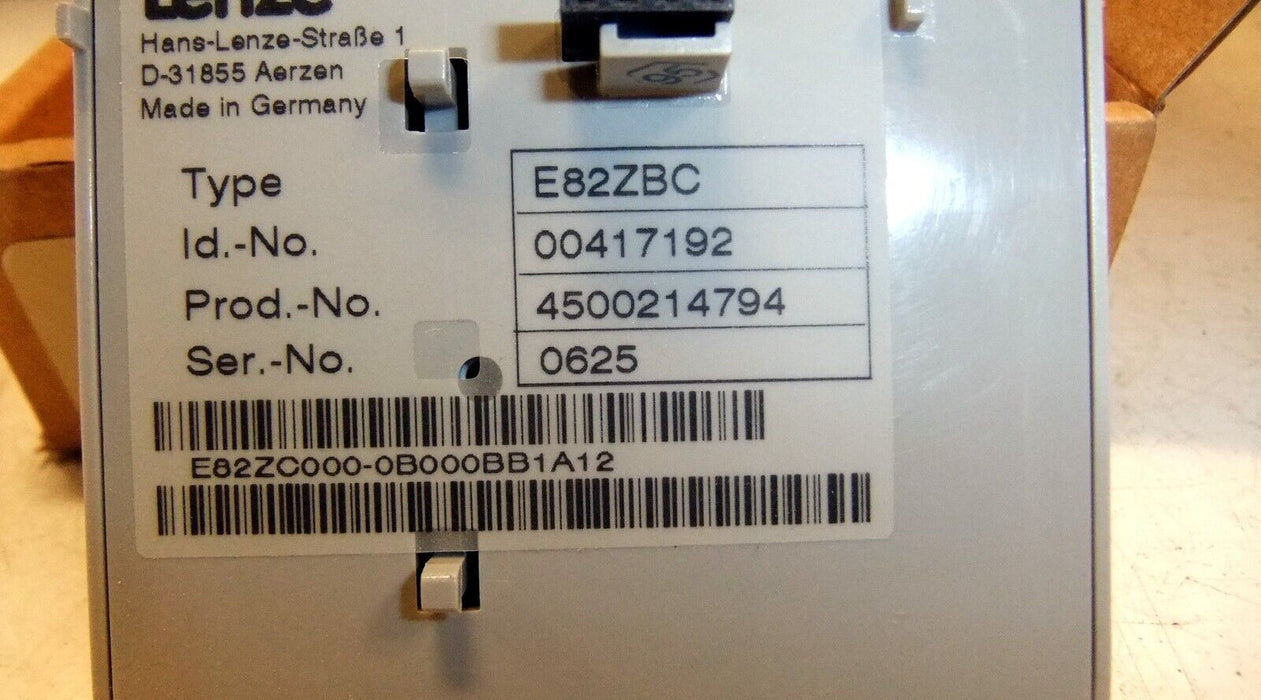 Lenze
Hans-Lenze-Straße 1
D-31855 Aerzen
Made in Germany
Type E82ZBC
Id.-No. 00417192
Prod.-No. 4500214794
Ser.-No. 0625
E82ZC000-0B000BB1A12